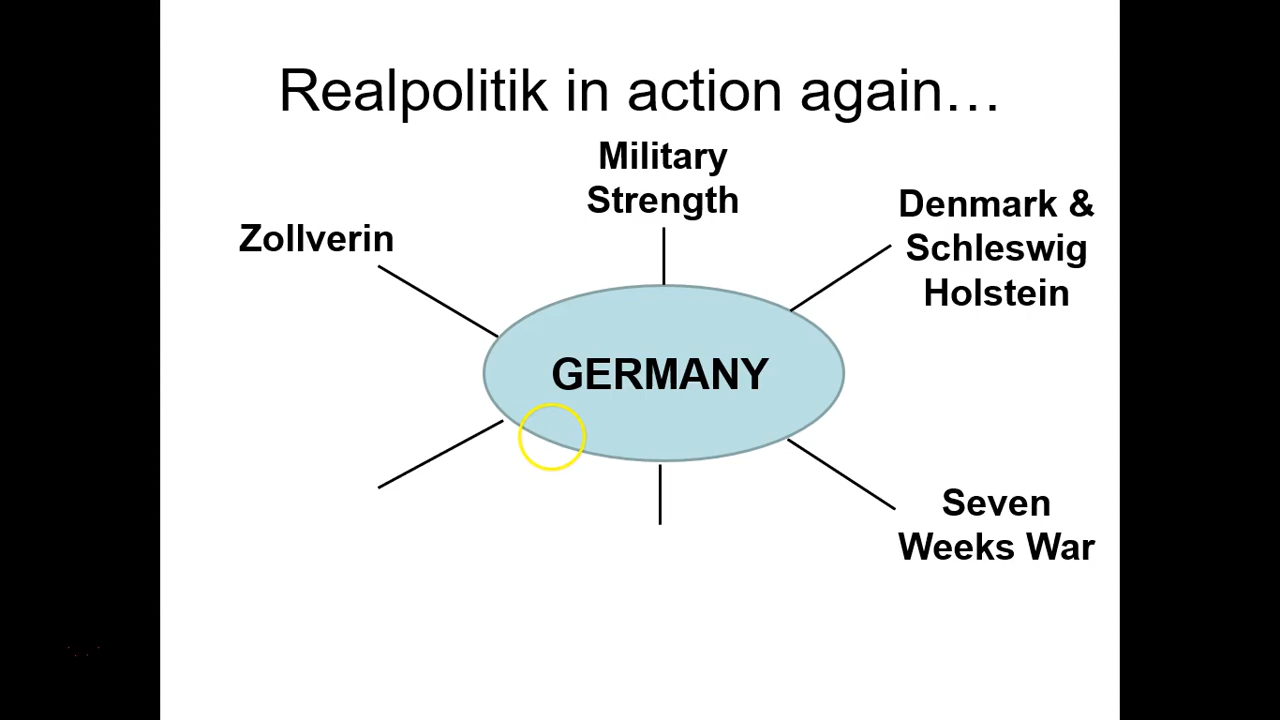 Realpolitik in action again…
Military
Strength
Zollverin
Denmark &
Schleswig
Holstein
GERMANY
Seven
Weeks War